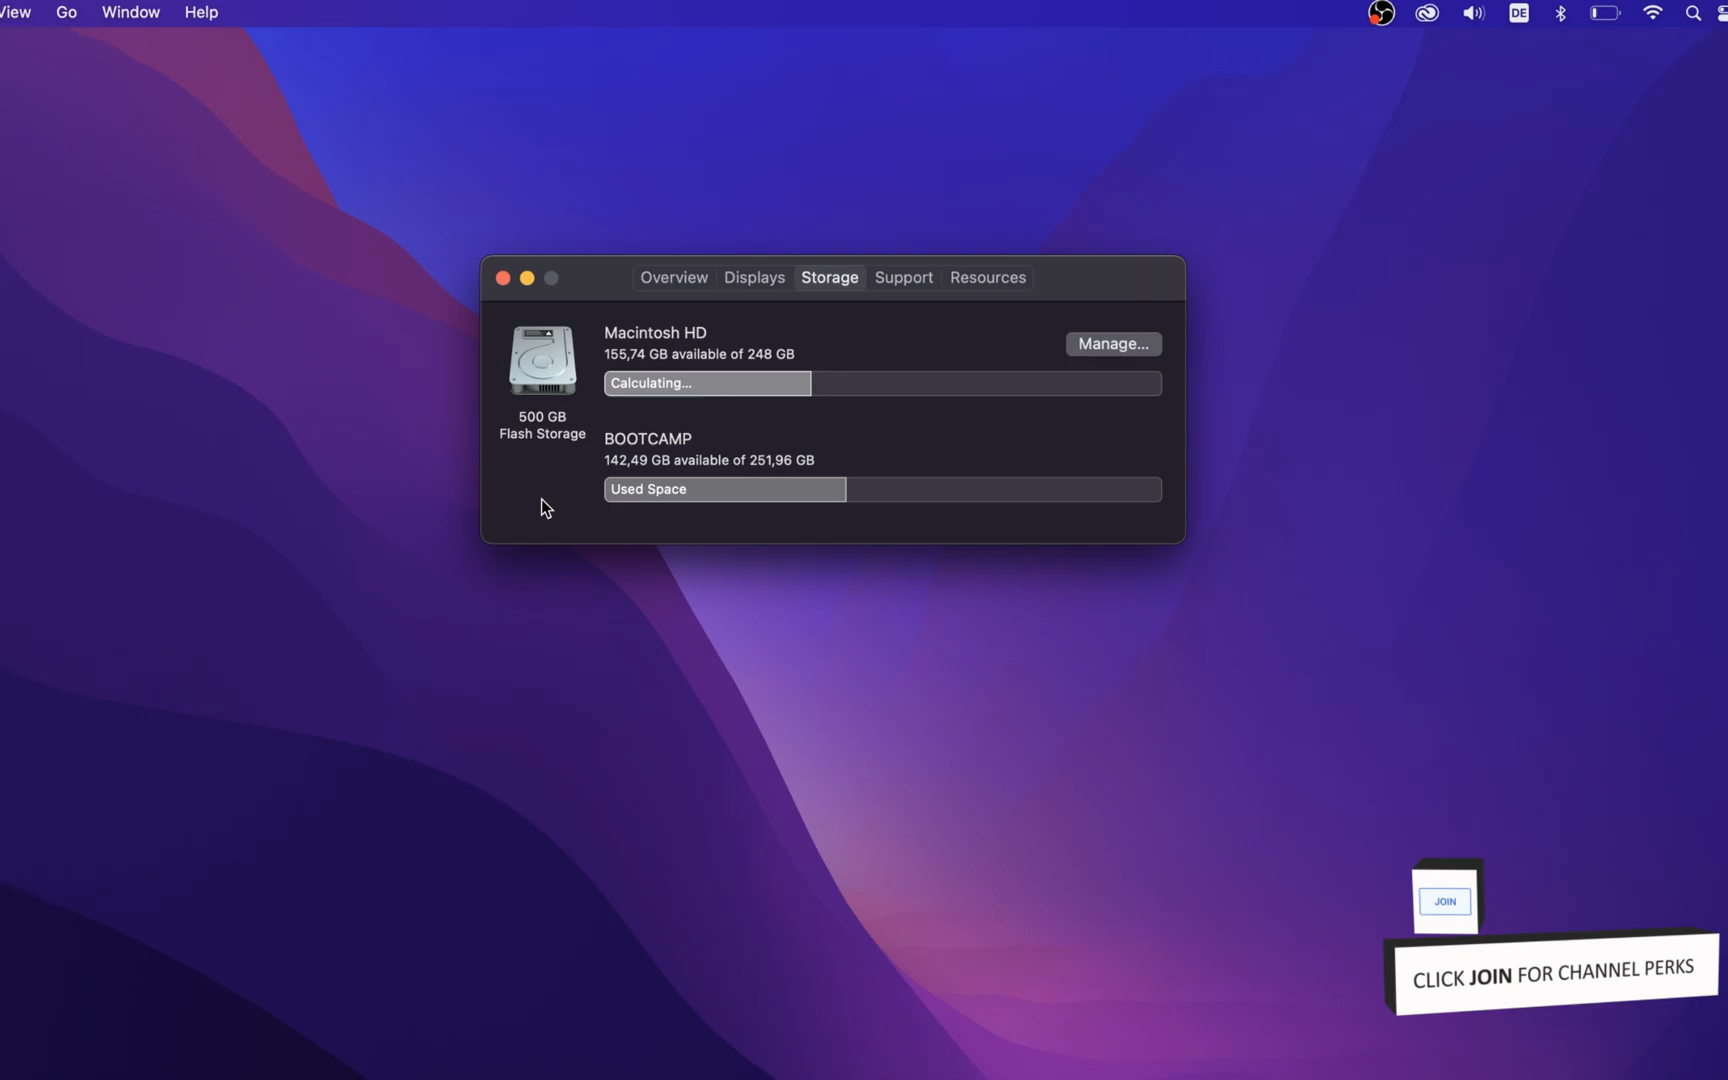 View Go Window Help DE
Overview Displays Storage Support Resources
Macintosh HD
155,74 GB available of 248 GB
Manage...
Calculating...
500 GB
Flash Storage
BOOTCAMP
142,49 GB available of 251,96 GB
Used Space
JOIN
CLICK JOIN FOR CHANNEL PERKS